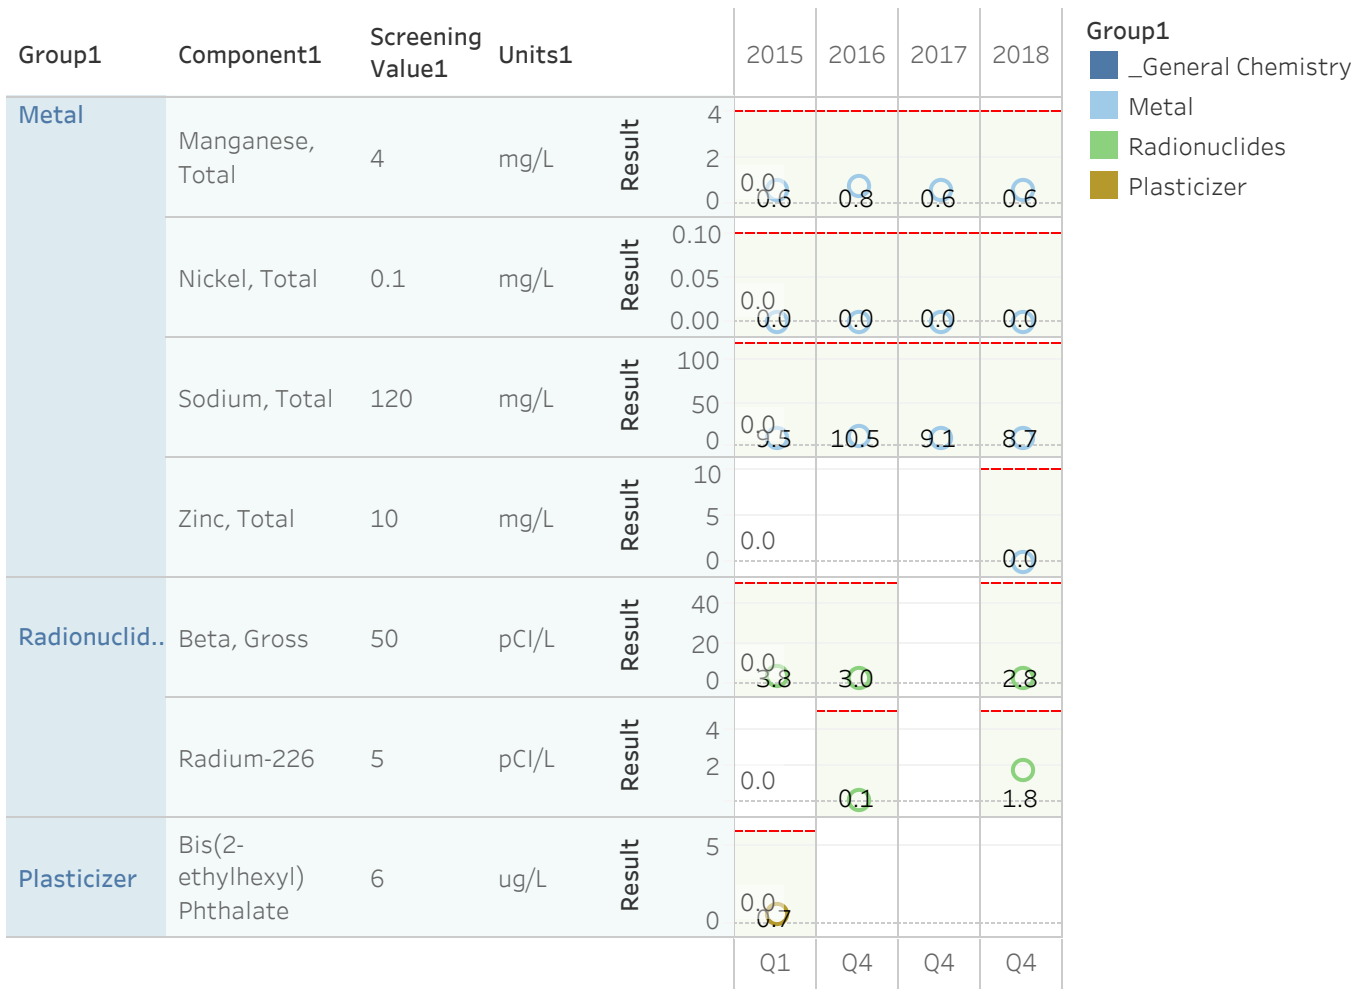 Group1 Component1 Screening Value1 Units1 2015 2016 2017 2018
Metal
Manganese, Total 4 mg/L Result 4 2 0 0.0 0.6 0.8 0.6 0.6
Nickel, Total 0.1 mg/L Result 0.10 0.05 0.00 0.0 0.0 0.0 0.0 0.0
Sodium, Total 120 mg/L Result 100 50 0 0.0 9.5 10.5 9.1 8.7
Zinc, Total 10 mg/L Result 10 5 0 0.0 0.0
Radionuclid.. Beta, Gross 50 pCI/L Result 40 20 0 0.0 3.8 3.0 2.8
Radium-226 5 pCI/L Result 4 2 0.0 0.1 1.8
Plasticizer Bis(2-
ethylhexyl)
Phthalate 6 ug/L Result 5 0 0.0 0.7
Q1 Q4 Q4 Q4
Group1
_General Chemistry
Metal
Radionuclides
Plasticizer